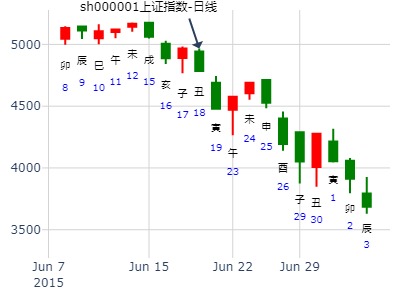 sh000001上证指数-日线
5000
4500
4000
3500
卯
8
辰
9
巳
10
午
11
未
12
戌
15
亥
16
子
17
丑
18
寅
19
午
23
未
24
申
25
酉
26
子
29
丑
30
寅
1
卯
2
辰
3
Jun 7
2015
Jun 15
Jun 22
Jun 29